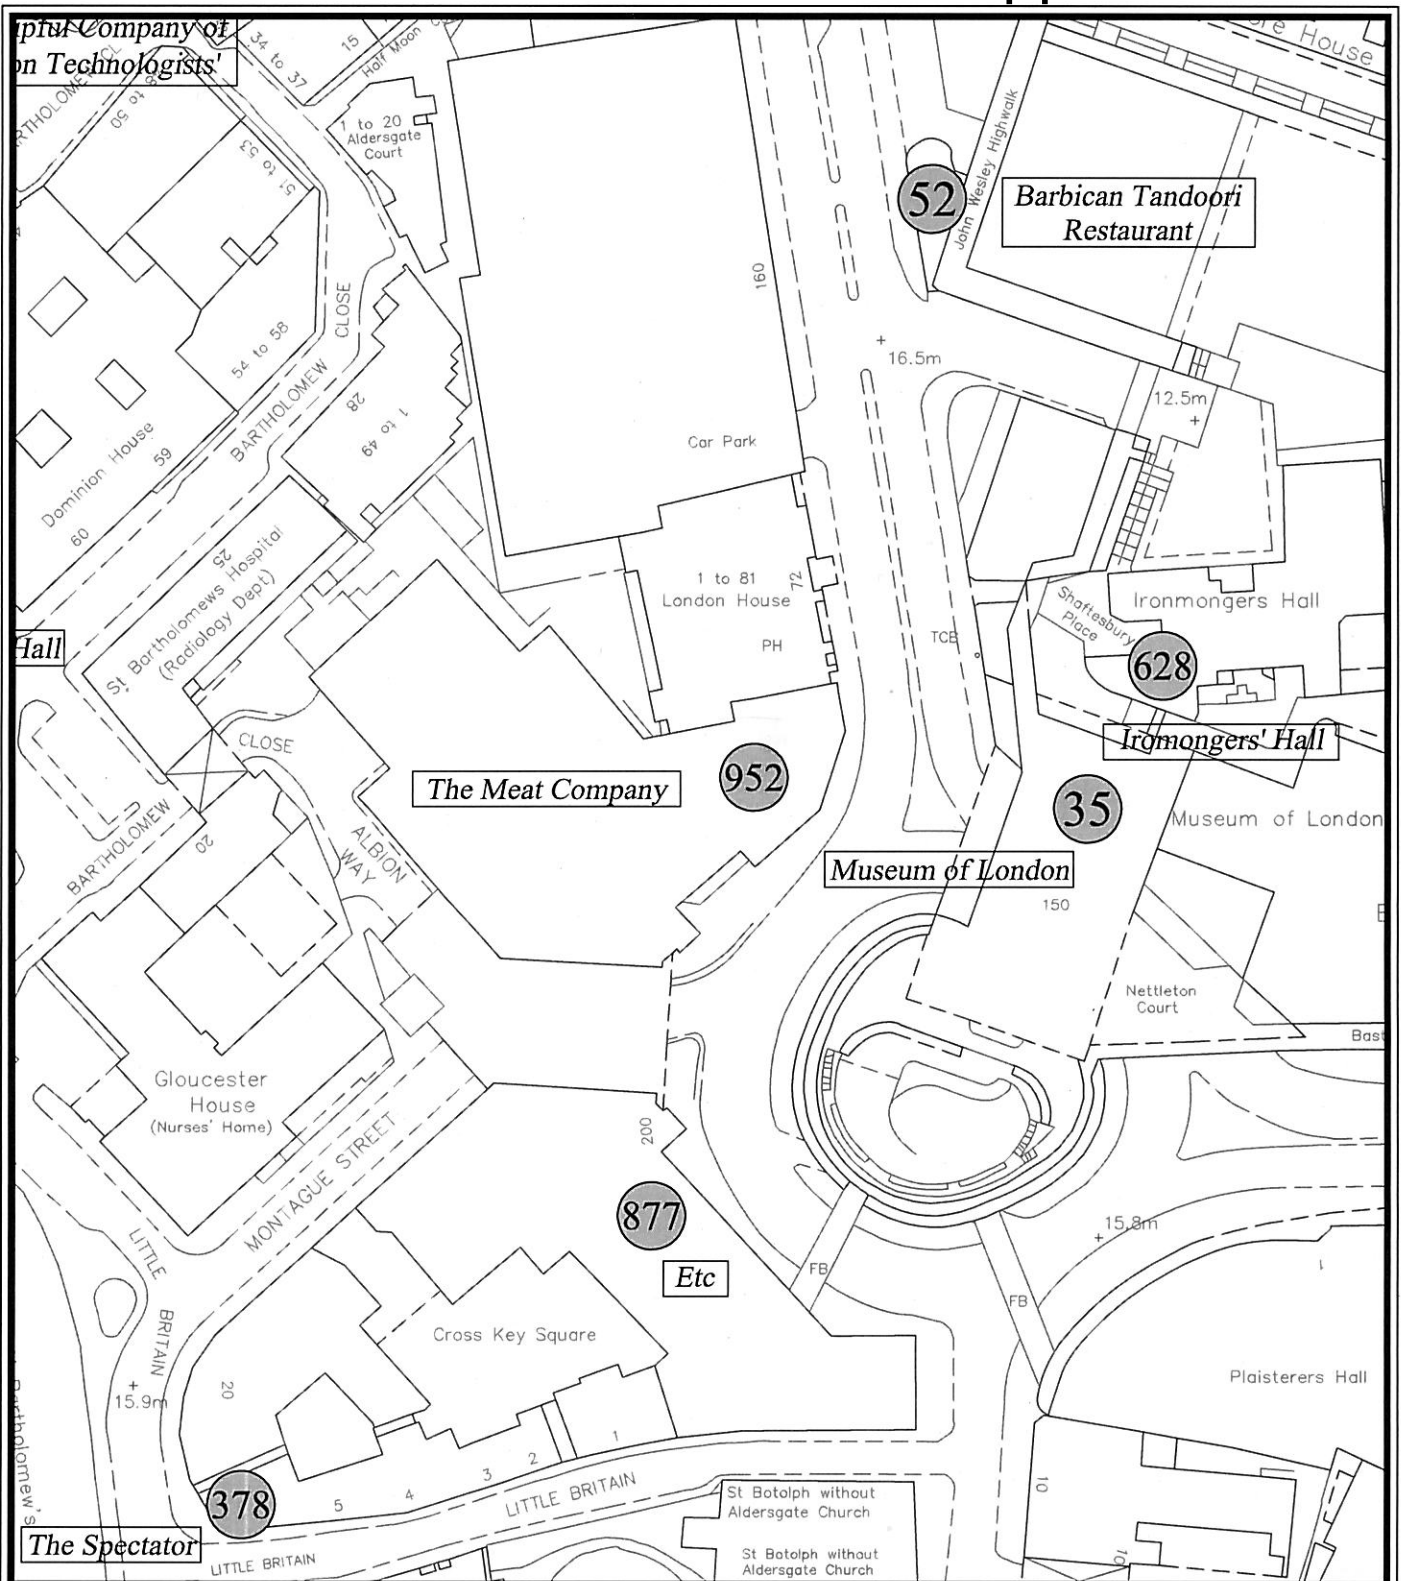 ipful Company of
on Technologists'
34 to 37
15
Half Moon
ore House
50
51 to 53
1 to 20
Aldersgate
Court
John Wesley Highwalk
52
Barbican Tandoori
Restaurant
160
CLOSE
54 to 58
16.5m
12.5m
BARTHOLOMEW
28
1 to 49
Car Park
Dominion House
59
60
25
St Bartholomews Hospital
(Radiology Dept)
1 to 81
London House
72
PH
TCB
Shaftesbury
Place
Ironmongers Hall
Hall
628
Iromongers' Hall
CLOSE
The Meat Company
952
35
Museum of London
Museum of London
150
BARTHOLOMEW
20
ALBION
WAY
Nettleton
Court
Bast
Gloucester
House
(Nurses' Home)
MONTAGUE STREET
200
877
Etc
15.8m
FB
FB
1
LITTLE
BRITAIN
Cross Key Square
Plaisterers Hall
15.9m
20
Bartholomew's
1
2
3
4
5
378
LITTLE BRITAIN
10
St Botolph without
Aldersgate Church
The Spectator
LITTLE BRITAIN
St Botolph without
Aldersgate Church
10